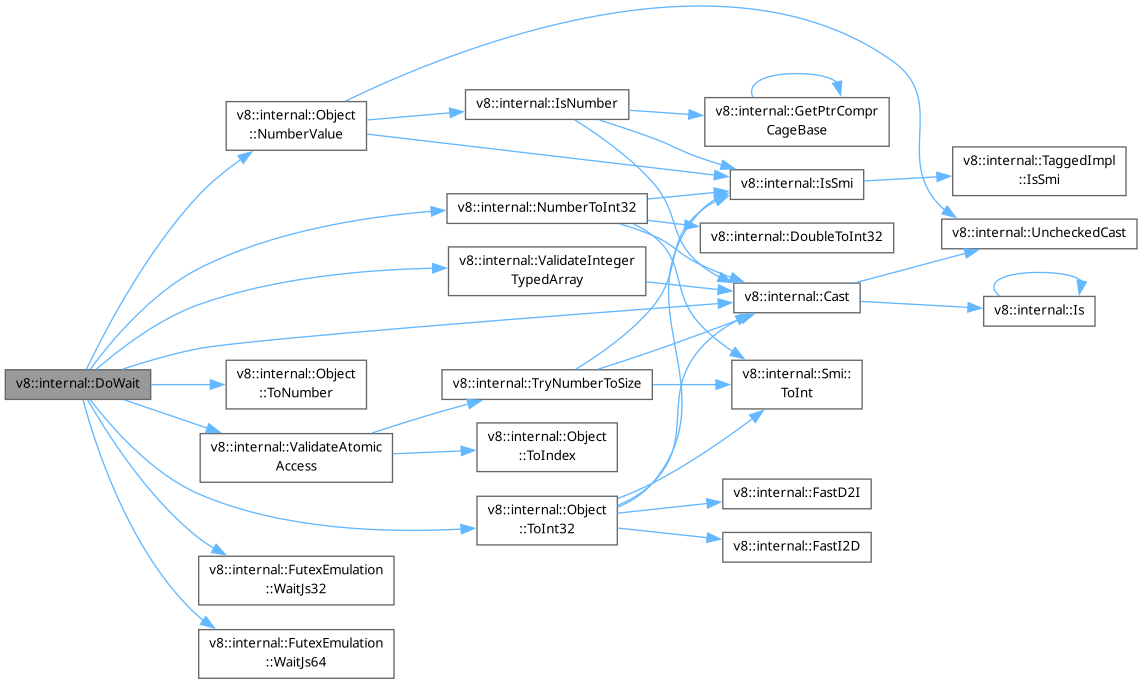 v8::internal::DoWait
v8::internal::Object
::NumberValue
v8::internal::IsNumber
v8::internal::GetPtrCompr
CageBase
v8::internal::IsSmi
v8::internal::TaggedImpl
::IsSmi
v8::internal::NumberToInt32
v8::internal::DoubleToInt32
v8::internal::UncheckedCast
v8::internal::ValidateInteger
TypedArray
v8::internal::Cast
v8::internal::Is
v8::internal::Object
::ToNumber
v8::internal::TryNumberToSize
v8::internal::Smi::
ToInt
v8::internal::ValidateAtomic
Access
v8::internal::Object
::ToIndex
v8::internal::Object
::ToInt32
v8::internal::FastD2I
v8::internal::FastI2D
v8::internal::FutexEmulation
::WaitJs32
v8::internal::FutexEmulation
::WaitJs64